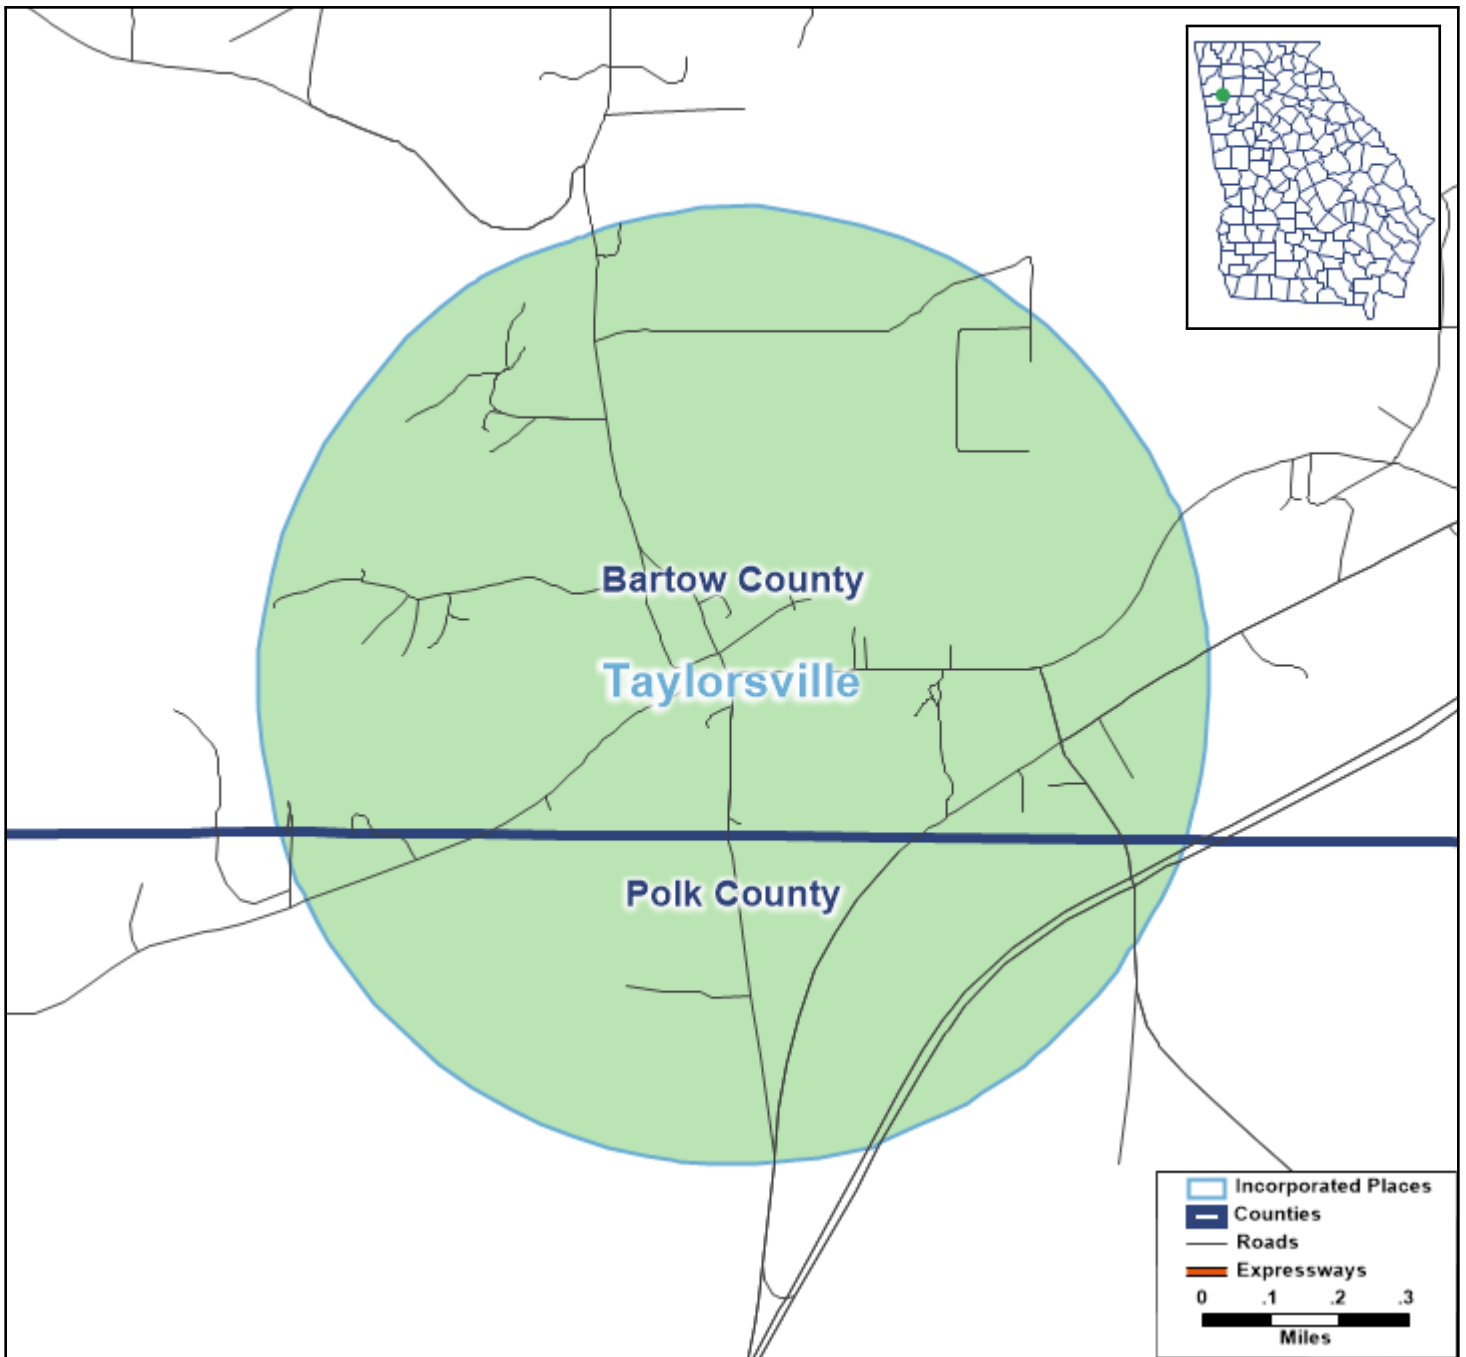 Bartow County
Taylorsville
Polk County
Incorporated Places
Counties
Roads
Expressways
0 .1 .2 .3
Miles